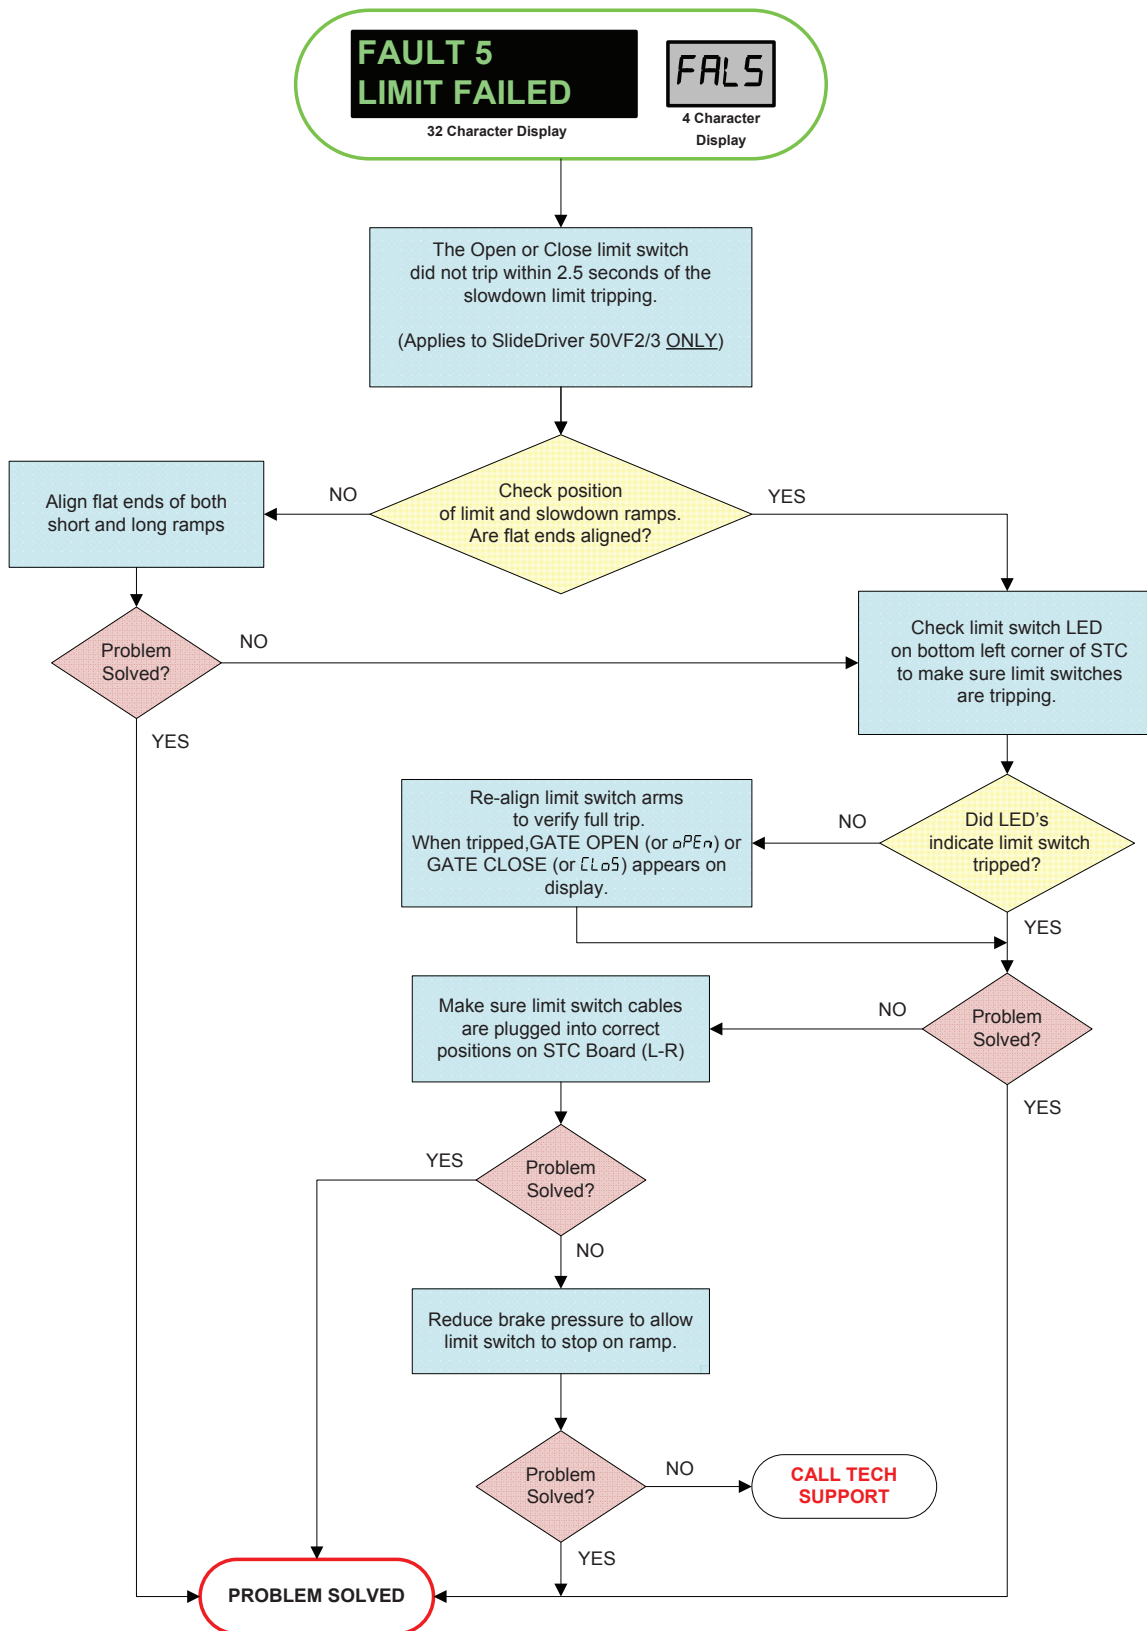 FAULT 5
LIMIT FAILED
32 Character Display
FAL5
4 Character
Display
The Open or Close limit switch
did not trip within 2.5 seconds of the
slowdown limit tripping.
(Applies to SlideDriver 50VF2/3 ONLY)
Check position
of limit and slowdown ramps.
Are flat ends aligned?
NO
YES
Align flat ends of both
short and long ramps
Problem
Solved?
NO
YES
Check limit switch LED
on bottom left corner of STC
to make sure limit switches
are tripping.
Did LED's
indicate limit switch
tripped?
NO
YES
Re-align limit switch arms
to verify full trip.
When tripped,GATE OPEN (or oPEn) or
GATE CLOSE (or CLoS) appears on
display.
Problem
Solved?
NO
YES
Make sure limit switch cables
are plugged into correct
positions on STC Board (L-R)
Problem
Solved?
YES
NO
Reduce brake pressure to allow
limit switch to stop on ramp.
Problem
Solved?
NO
YES
CALL TECH
SUPPORT
PROBLEM SOLVED